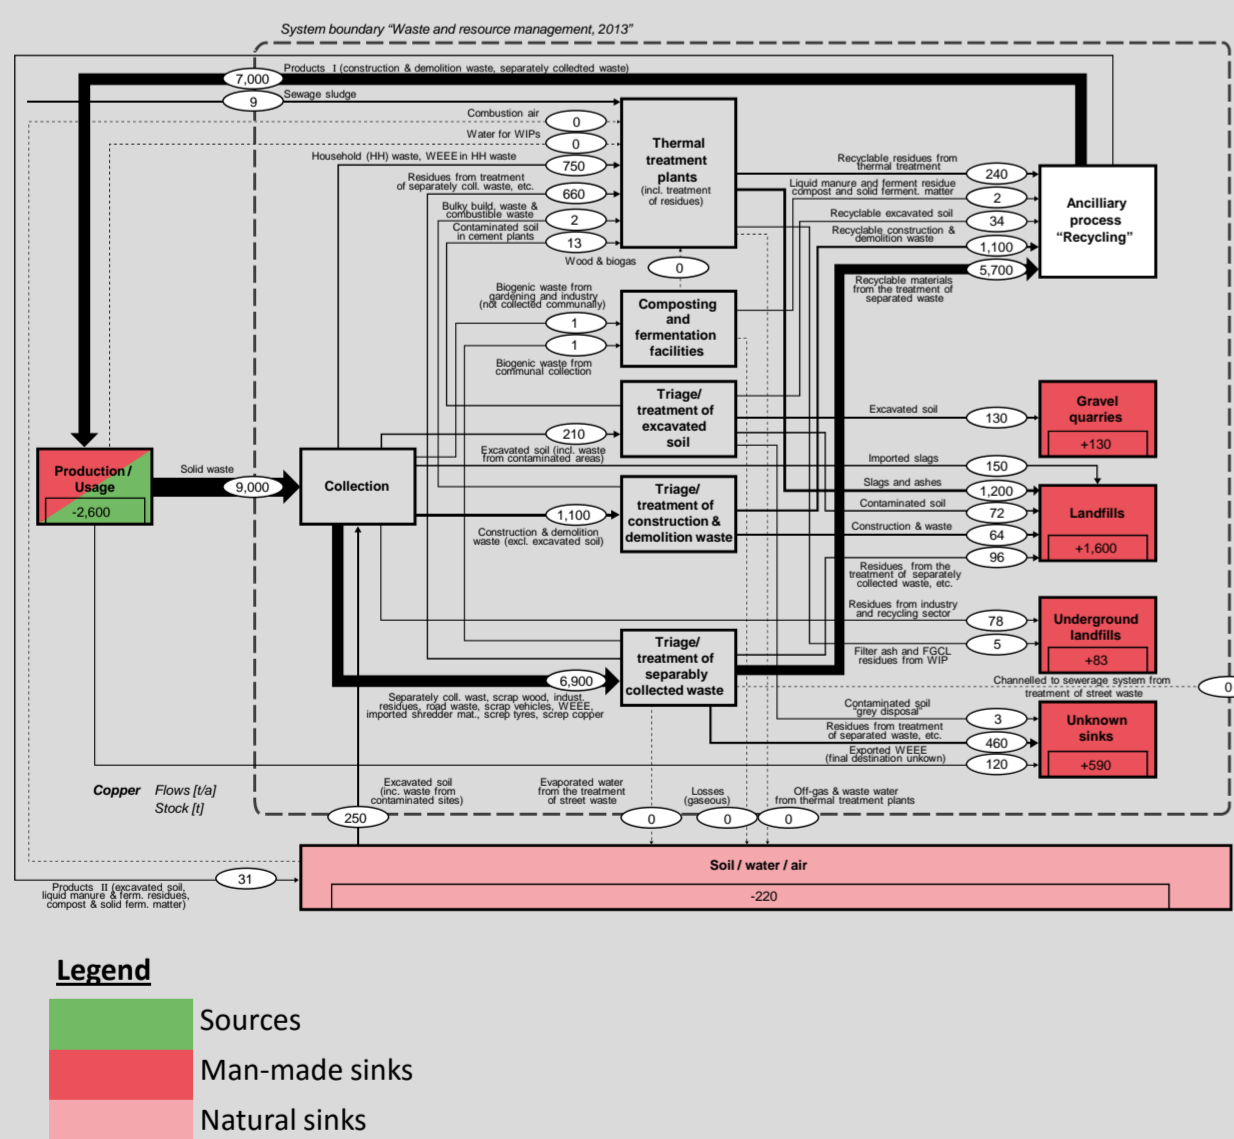 System boundary “Waste and resource management, 2013”
Products I (construction & demolition waste, separately colledted waste)
7,000
9
Sewage sludge
Combustion air
0
Water for WIPs
0
Household (HH) waste, WEEE in HH waste
750
Residues from treatment
of separately coll. waste, etc.
660
Bulky build, waste &
combustible waste
2
Contaminated soil
in cement plants
13
Wood & biogas
0
Thermal
treatment
plants
(incl. treatment
of residues)
Recyclable residues from
thermal treatment
240
Liquid manure and ferment residue
compost and solid ferment. matter
2
Recyclable excavated soil
34
Recyclable construction &
demolition waste
1,100
5,700
Recyclable materials
from the treatment of
separated waste
Ancilliary
process
“Recycling”
Biogenic waste from
gardening and industry
(not collected communally)
1
1
Biogenic waste from
communal collection
Composting
and
fermentation
facilities
Triage/
treatment of
excavated
soil
210
Excavated soil (incl. waste
from contaminated areas)
Excavated soil
130
Gravel
quarries
+130
Production /
Usage
-2,600
Solid waste
9,000
Collection
Imported slags
150
Slags and ashes
1,200
Contaminated soil
72
Construction & waste
64
96
Residues from the
treatment of separately
collected waste, etc.
Landfills
+1,600
1,100
Construction & demolition
waste (excl. excavated soil)
Triage/
treatment of
construction &
demolition waste
Residues from industry
and recycling sector
78
5
Filter ash and FGCL
residues from WIP
Underground
landfills
+83
Triage/
treatment of
separably
collected waste
6,900
Separately coll. wast, scrap wood, indust.
residues, road waste, scrap vehicles, WEEE,
imported shredder mat., screp tyres, screp copper
Channelled to sewerage system from
treatment of street waste
0
Contaminated soil
"grey disposal"
3
Residues from treatment
of separated waste, etc.
460
Exported WEEE
(final destination unkown)
120
Unknown
sinks
+590
Copper Flows [t/a]
Stock [t]
Excavated soil
(inc. waste from
contaminated sites)
250
Evaporated water
from the treatment
of street waste
0
Losses
(gaseous)
0
Off-gas & waste water
from thermal treatment plants
0
Soil / water / air
-220
31
Products II (excavated soil,
liquid manure & ferm. residues,
compost & solid ferm. matter)
Legend
Sources
Man-made sinks
Natural sinks